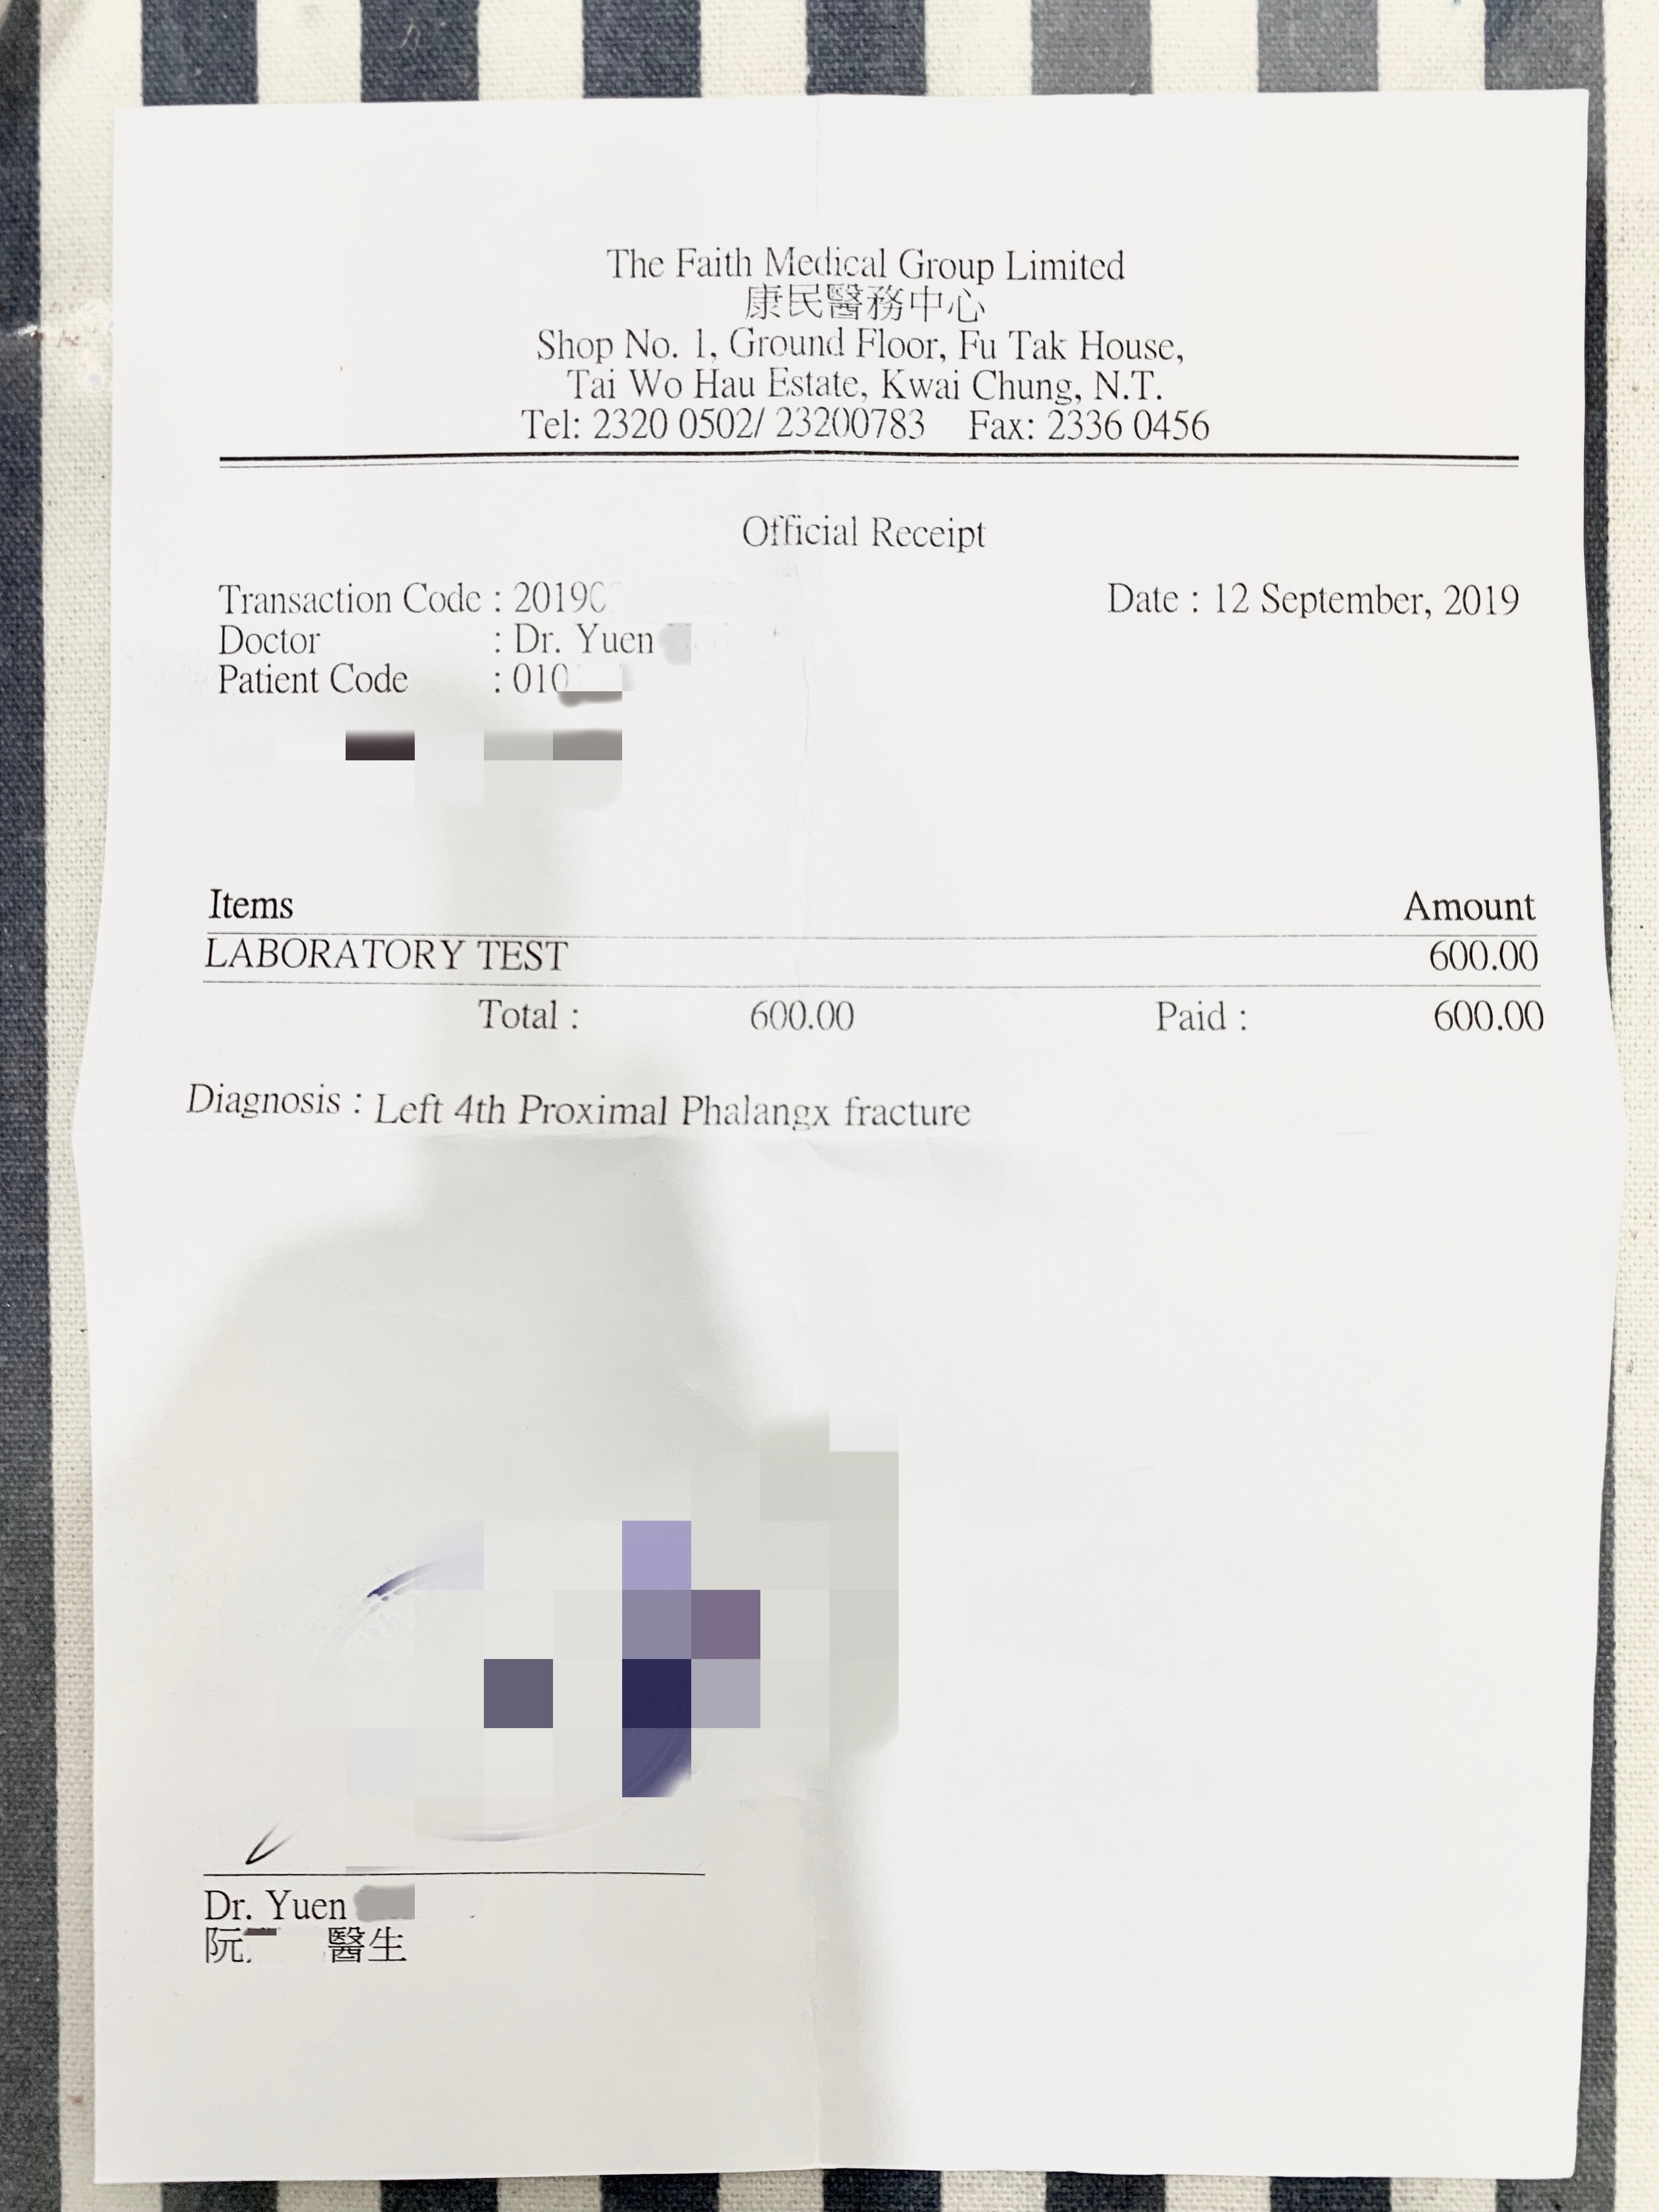 The Faith Medical Group Limited
康民醫務中心
Shop No. 1, Ground Floor, Fu Tak House,
Tai Wo Hau Estate, Kwai Chung, N.T.
Tel: 2320 0502/ 23200783 Fax: 2336 0456
Official Receipt
Transaction Code : 2019 Date : 12 September, 2019
Doctor : Dr. Yuen
Patient Code : 010
Items Amount
LABORATORY TEST 600.00
Total : 600.00 Paid : 600.00
Diagnosis : Left 4th Proximal Phalangx fracture
Dr. Yuen
阮 醫生